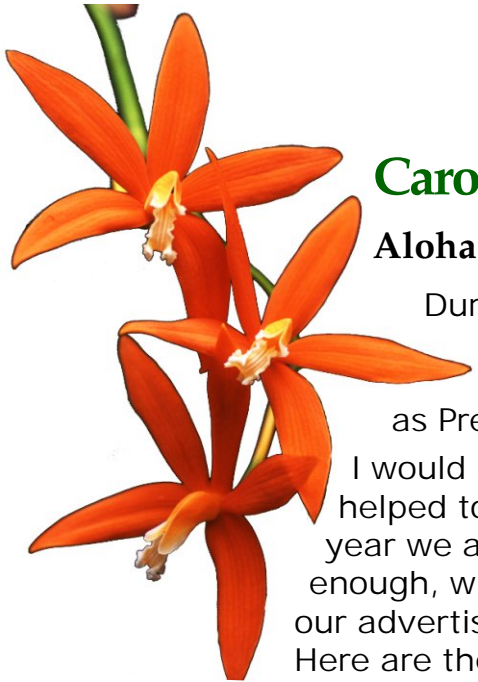 Caro
Aloha
Dur
as Pre
I would
helped to
year we a
enough, w
our advertis
Here are the